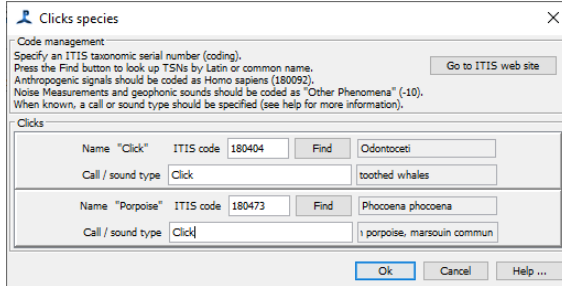 Clicks species
Code management
Specify an ITIS taxonomic serial number (coding).
Press the Find button to look up TSNs by Latin or common name.
Anthropogenic signals should be coded as Homo sapiens (180092).
Noise Measurements and geophonic sounds should be coded as "Other Phenomena" (-10).
When known, a call or sound type should be specified (see help for more information).
Go to ITIS web site
Clicks
Name "Click" ITIS code 180404 Find Odontoceti
Call / sound type Click toothed whales
Name "Porpoise" ITIS code 180473 Find Phocoena phocoena
Call / sound type Click porpoise, marsouin commun
Ok Cancel Help ...